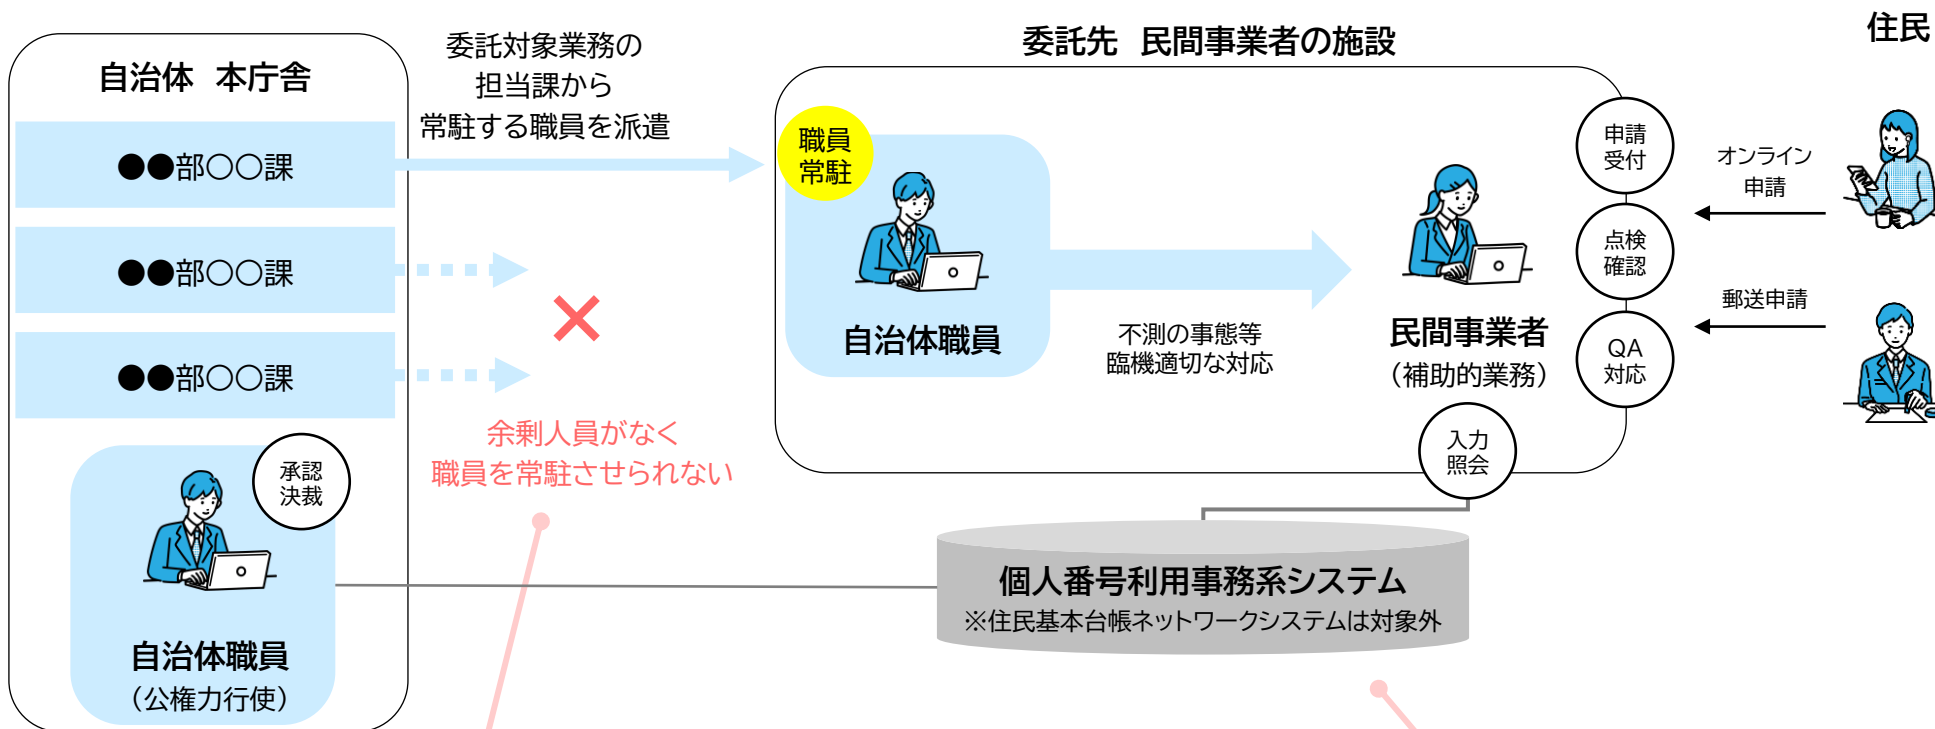 自治体 本庁舎
●●部○○課
●●部○○課
●●部○○課
承認
決裁
自治体職員
（公権力行使）
委託対象業務の
担当課から
常駐する職員を派遣
余剰人員がなく
職員を常駐させられない
委託先 民間事業者の施設
職員
常駐
自治体職員
不測の事態等
臨機適切な対応
民間事業者
（補助的業務）
申請
受付
点検
確認
QA
対応
入力
照会
個人番号利用事務系システム
※住民基本台帳ネットワークシステムは対象外
住民
オンライン
申請
郵送申請